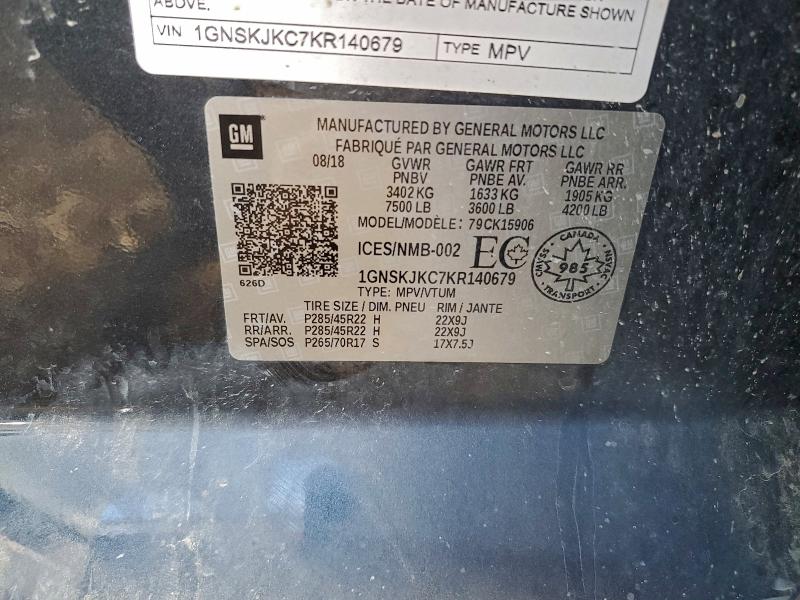 ABOVE, ON THE DATE OF MANUFACTURE SHOWN
VIN 1GNSKJKC7KR140679 TYPE MPV
GM
MANUFACTURED BY GENERAL MOTORS LLC
FABRIQUÉ PAR GENERAL MOTORS LLC
08/18 GVWR GAWR FRT GAWR RR
PNBV PNBE AV. PNBE ARR.
3402 KG 1633 KG 1905 KG
7500 LB 3600 LB 4200 LB
MODEL/MODÈLE: 79CK15906
ICES/NMB-002 EC
CANADA
CMVSS NSVAC
985
TRANSPORT
1GNSKJKC7KR140679
626D
TYPE: MPV/VTUM
TIRE SIZE / DIM. PNEU RIM / JANTE
FRT/AV. P285/45R22 H 22X9J
RR/ARR. P285/45R22 H 22X9J
SPA/SOS P265/70R17 S 17X7.5J